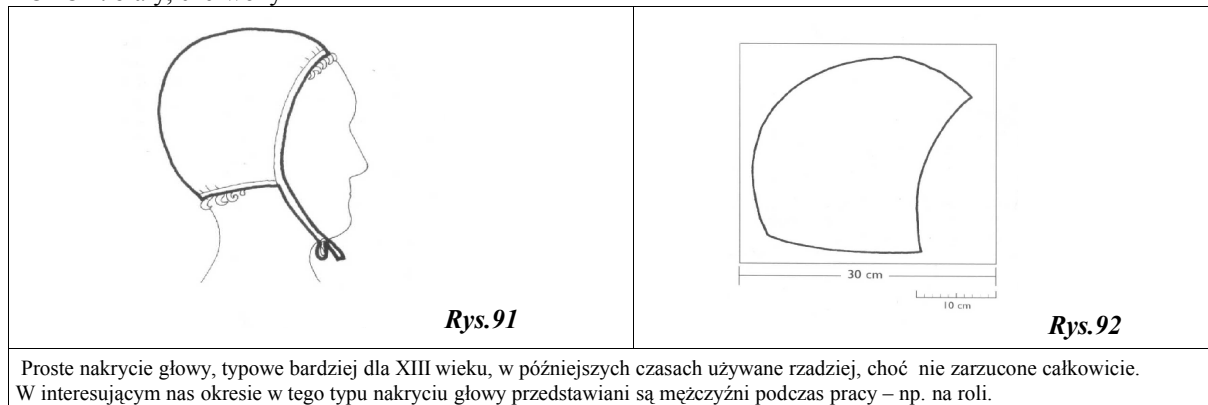 30 cm
10 cm
Rys.91
Rys.92
Proste nakrycie głowy, typowe bardziej dla XIII wieku, w późniejszych czasach używane rzadziej, choć nie zarzucone całkowicie.
W interesującym nas okresie w tego typu nakryciu głowy przedstawiani są mężczyźni podczas pracy – np. na roli.